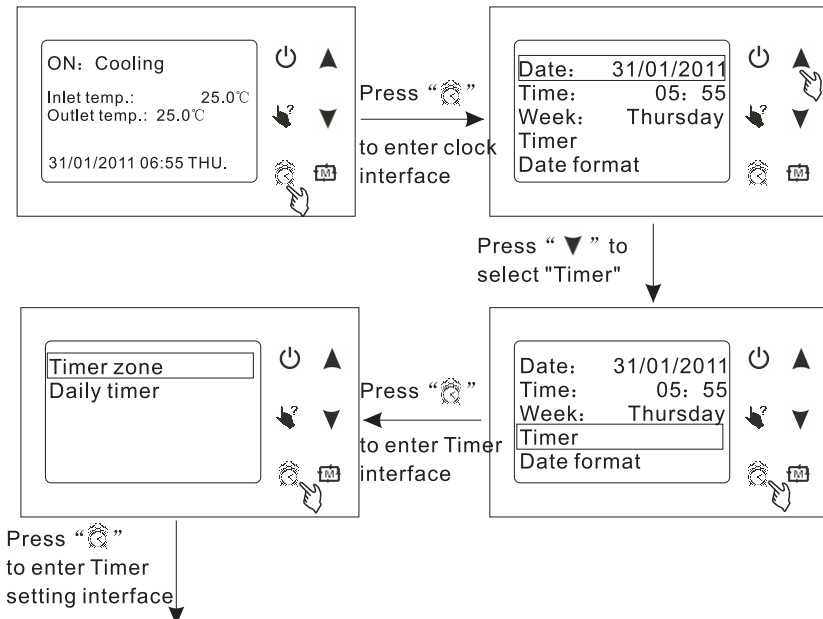 ON: Cooling
Inlet temp.: 25.0℃
Outlet temp.: 25.0℃
31/01/2011 06:55 THU.
?
M
Press “ ”
to enter clock
interface
Date: 31/01/2011
Time: 05: 55
Week: Thursday
Timer
Date format
?
M
Press “ ▼ ” to
select "Timer"
Date: 31/01/2011
Time: 05: 55
Week: Thursday
Timer
Date format
?
M
Press “ ”
to enter Timer
interface
Timer zone
Daily timer
?
M
Press “ ”
to enter Timer
setting interface